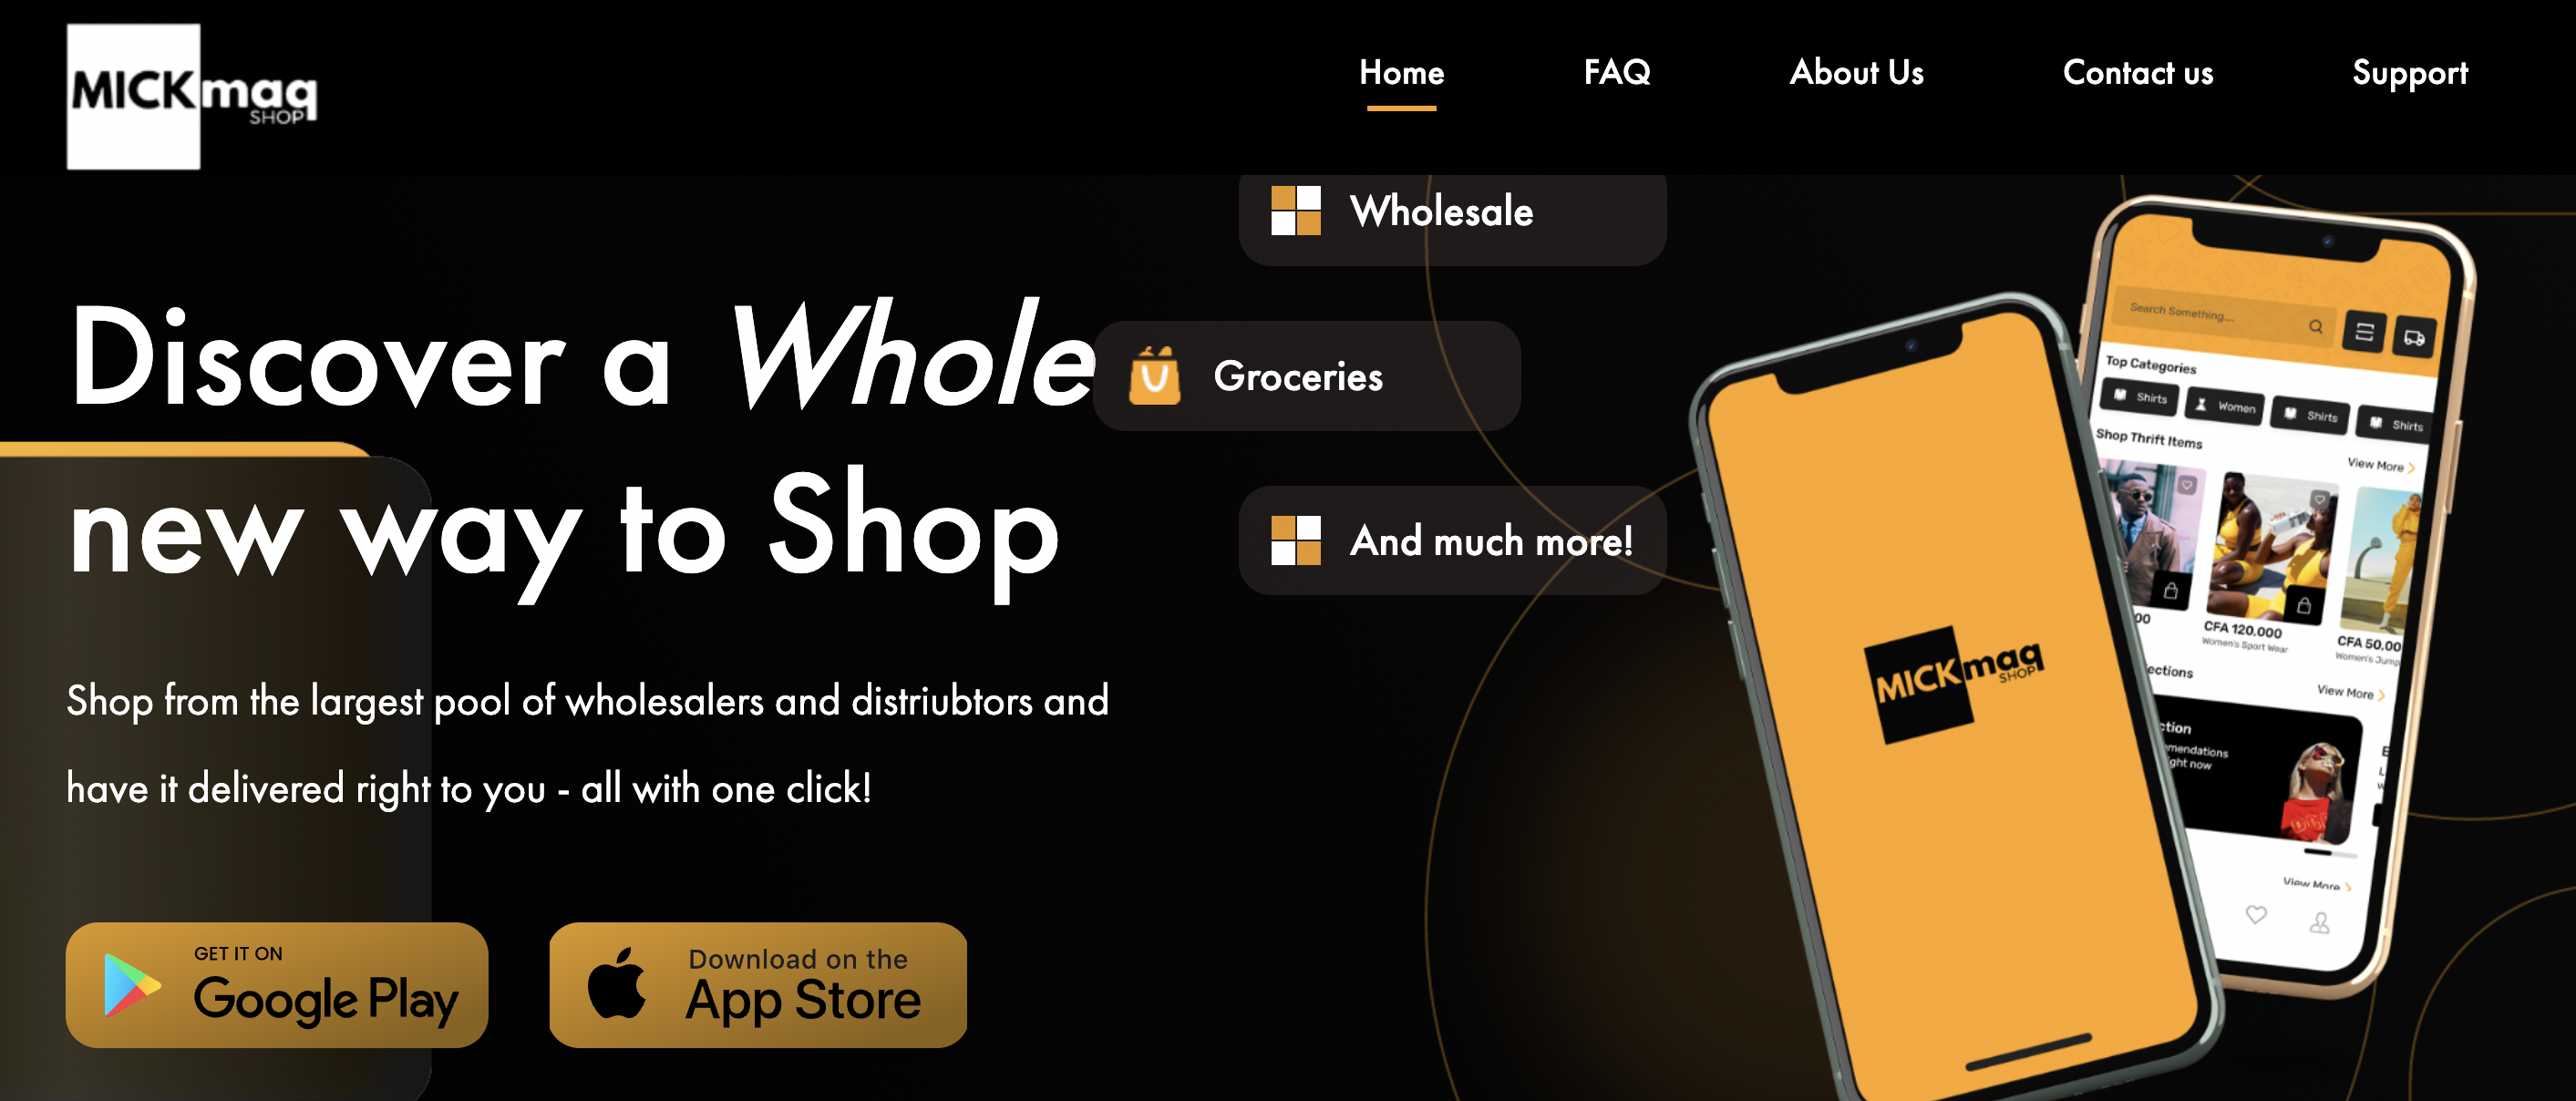 MICKmaq
SHOP
Home
FAQ
About Us
Contact us
Support
Wholesale
Groceries
And much more!
Discover a Whole
new way to Shop
Shop from the largest pool of wholesalers and distriubtors and
have it delivered right to you - all with one click!
GET IT ON
Google Play
Download on the
App Store
MICKmaq
SHOP
Search Something...
Top Categories
Shirts
Women
Shirts
Shirts
Shop Thrift Items
View More
CFA 120,000
Women's Sport Wear
CFA 50,00
Women's Jump
ections
View More
ction
mendations
ght now
View More